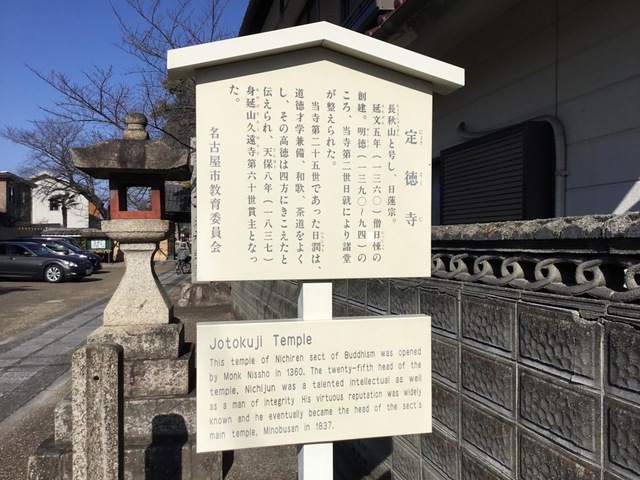 定徳寺
長秋山と号し、日蓮宗。
延文五年(一三六〇)僧日悚の
創建。明徳(一三九〇〜九四)の
ころ、当寺第二世日就により諸堂
が整えられた。
当寺第二十五世であった日潤は、
道徳才学兼備、和歌、茶道をよく
し、その高徳は四方にきこえたと
伝えられ、天保八年(一八三七)
身延山久遠寺第六十世貫主となっ
た。
名古屋市教育委員会
Jotokuji Temple
This temple of Nichiren sect of Buddhism was opened
by Monk Nissho in 1360. The twenty-fifth head of the
temple, Nichijun was a talented intellectual as well
as a man of integrity. His virtuous reputation was widely
known and he eventually became the head of the sect's
main temple, Minobusan in 1837.